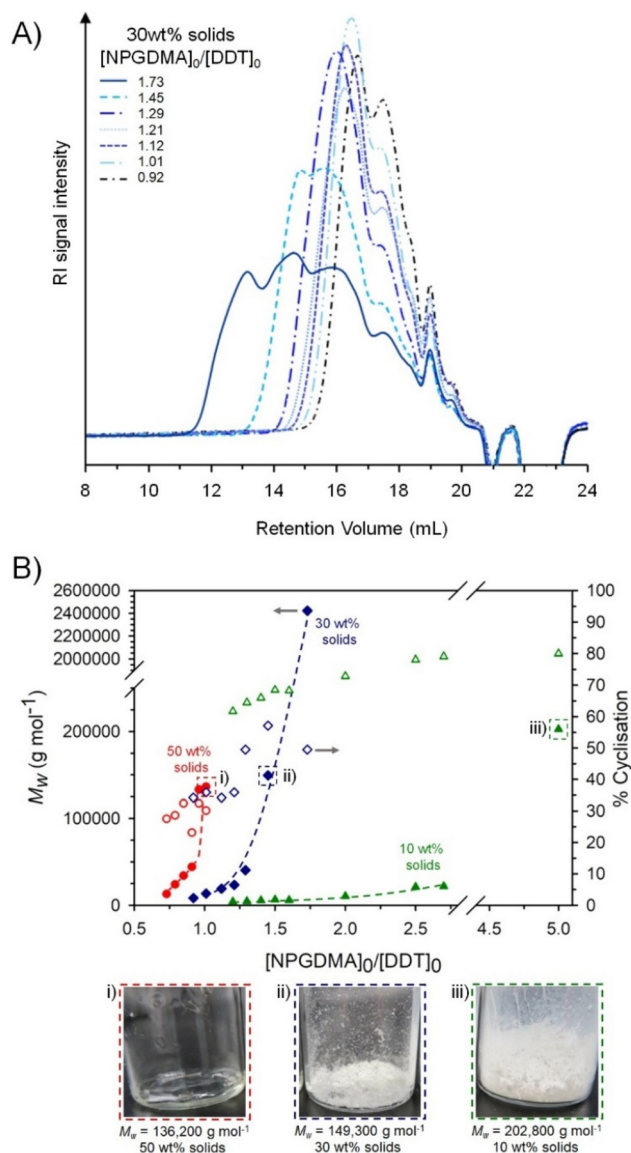 A)
30wt% solids
[NPGDMA]₀/[DDT]₀
1.73
1.45
1.29
1.21
1.12
1.01
0.92
RI signal intensity
8 10 12 14 16 18 20 22 24
Retention Volume (mL)
B)
2600000
2400000
2200000
2000000
200000
100000
0
Mw (g mol⁻¹)
100
90
80
70
60
50
40
30
20
10
0
% Cyclisation
30 wt% solids
50 wt% solids
10 wt% solids
i)
ii)
iii)
0.5 1.0 1.5 2.0 2.5 4.5 5.0
[NPGDMA]₀/[DDT]₀
i)
ii)
iii)
Mw = 136,200 g mol⁻¹
50 wt% solids
Mw = 149,300 g mol⁻¹
30 wt% solids
Mw = 202,800 g mol⁻¹
10 wt% solids